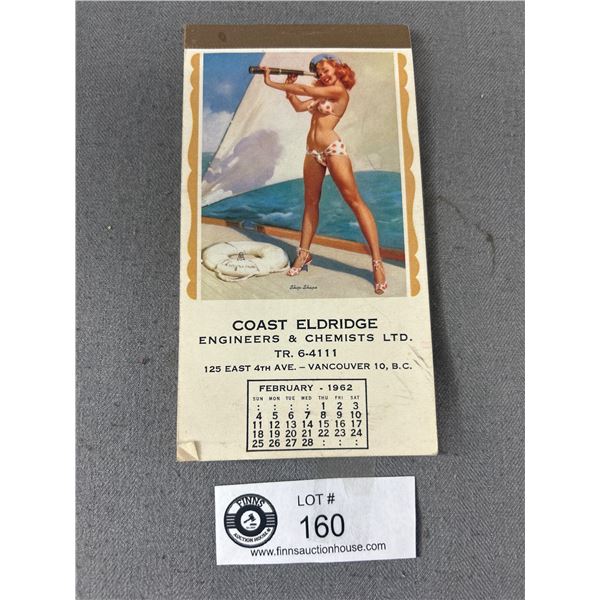 Ship-Shape
COAST ELDRIDGE
ENGINEERS & CHEMISTS LTD.
TR. 6-4111
125 EAST 4TH AVE. – VANCOUVER 10, B.C.
FEBRUARY - 1962
SUN MON TUE WED THU FRI SAT
: : : : 1 2 3
4 5 6 7 8 9 10
11 12 13 14 15 16 17
18 19 20 21 22 23 24
25 26 27 28 : : :
LOT #
FINNS
AUCTION HOUSE
160
www.finnsauctionhouse.com